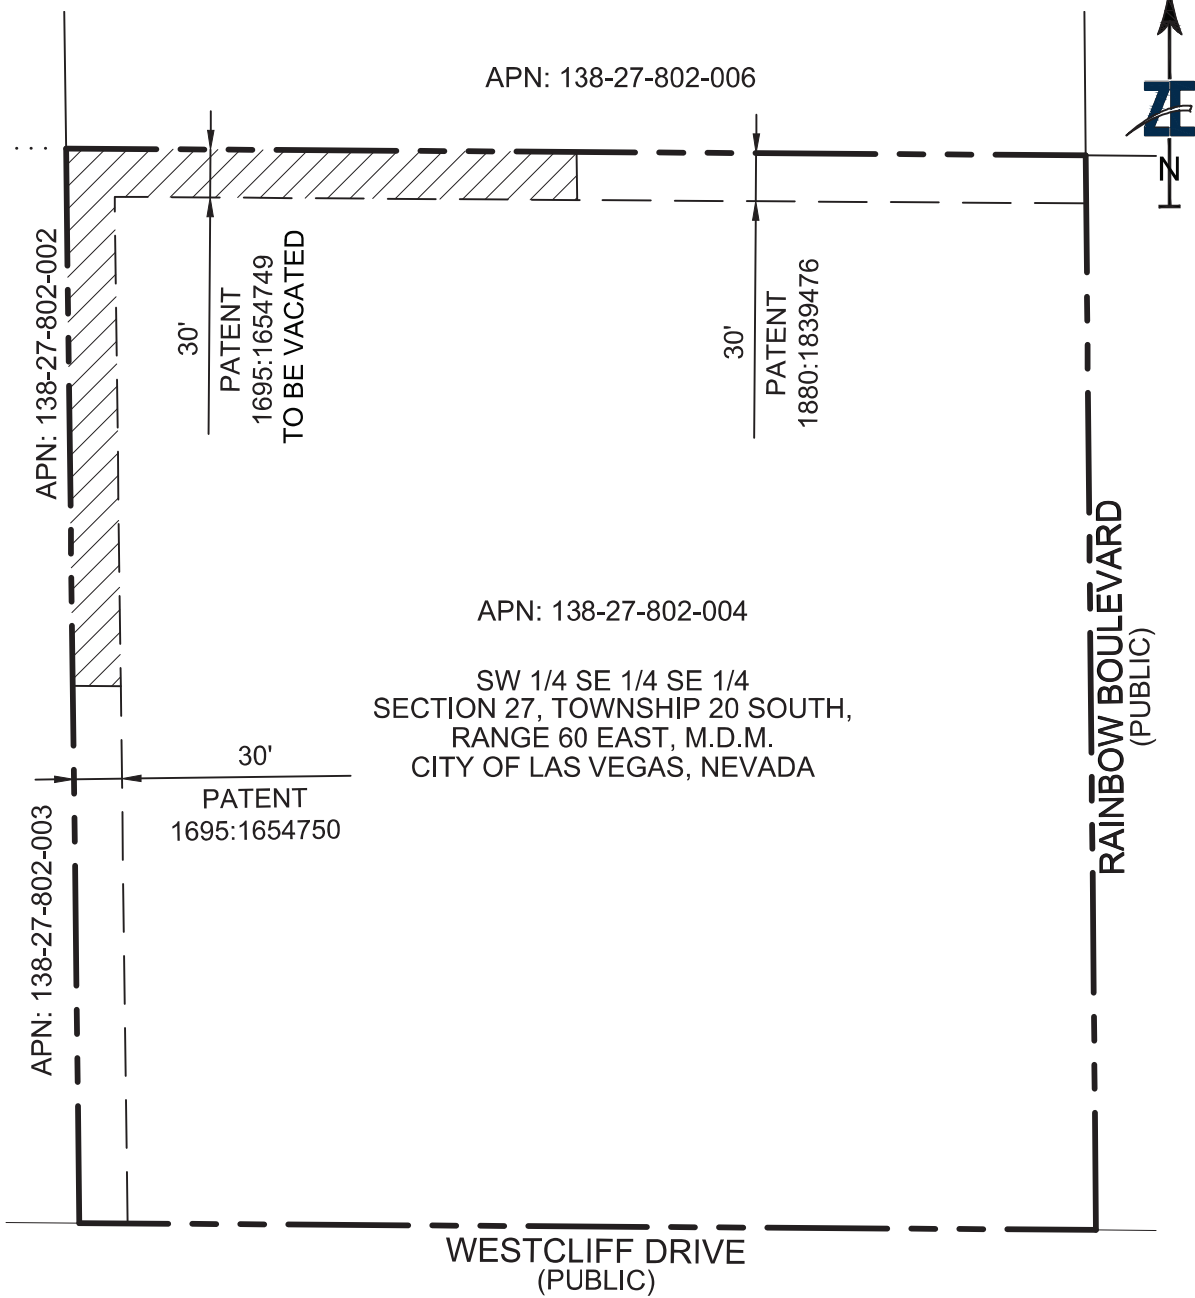 APN: 138-27-802-006
ZE
N
APN: 138-27-802-002
30'
PATENT
1695:1654749
TO BE VACATED
30'
PATENT
1880:1839476
APN: 138-27-802-004
SW 1/4 SE 1/4 SE 1/4
SECTION 27, TOWNSHIP 20 SOUTH,
RANGE 60 EAST, M.D.M.
CITY OF LAS VEGAS, NEVADA
RAINBOW BOULEVARD
(PUBLIC)
30'
PATENT
1695:1654750
APN: 138-27-802-003
WESTCLIFF DRIVE
(PUBLIC)